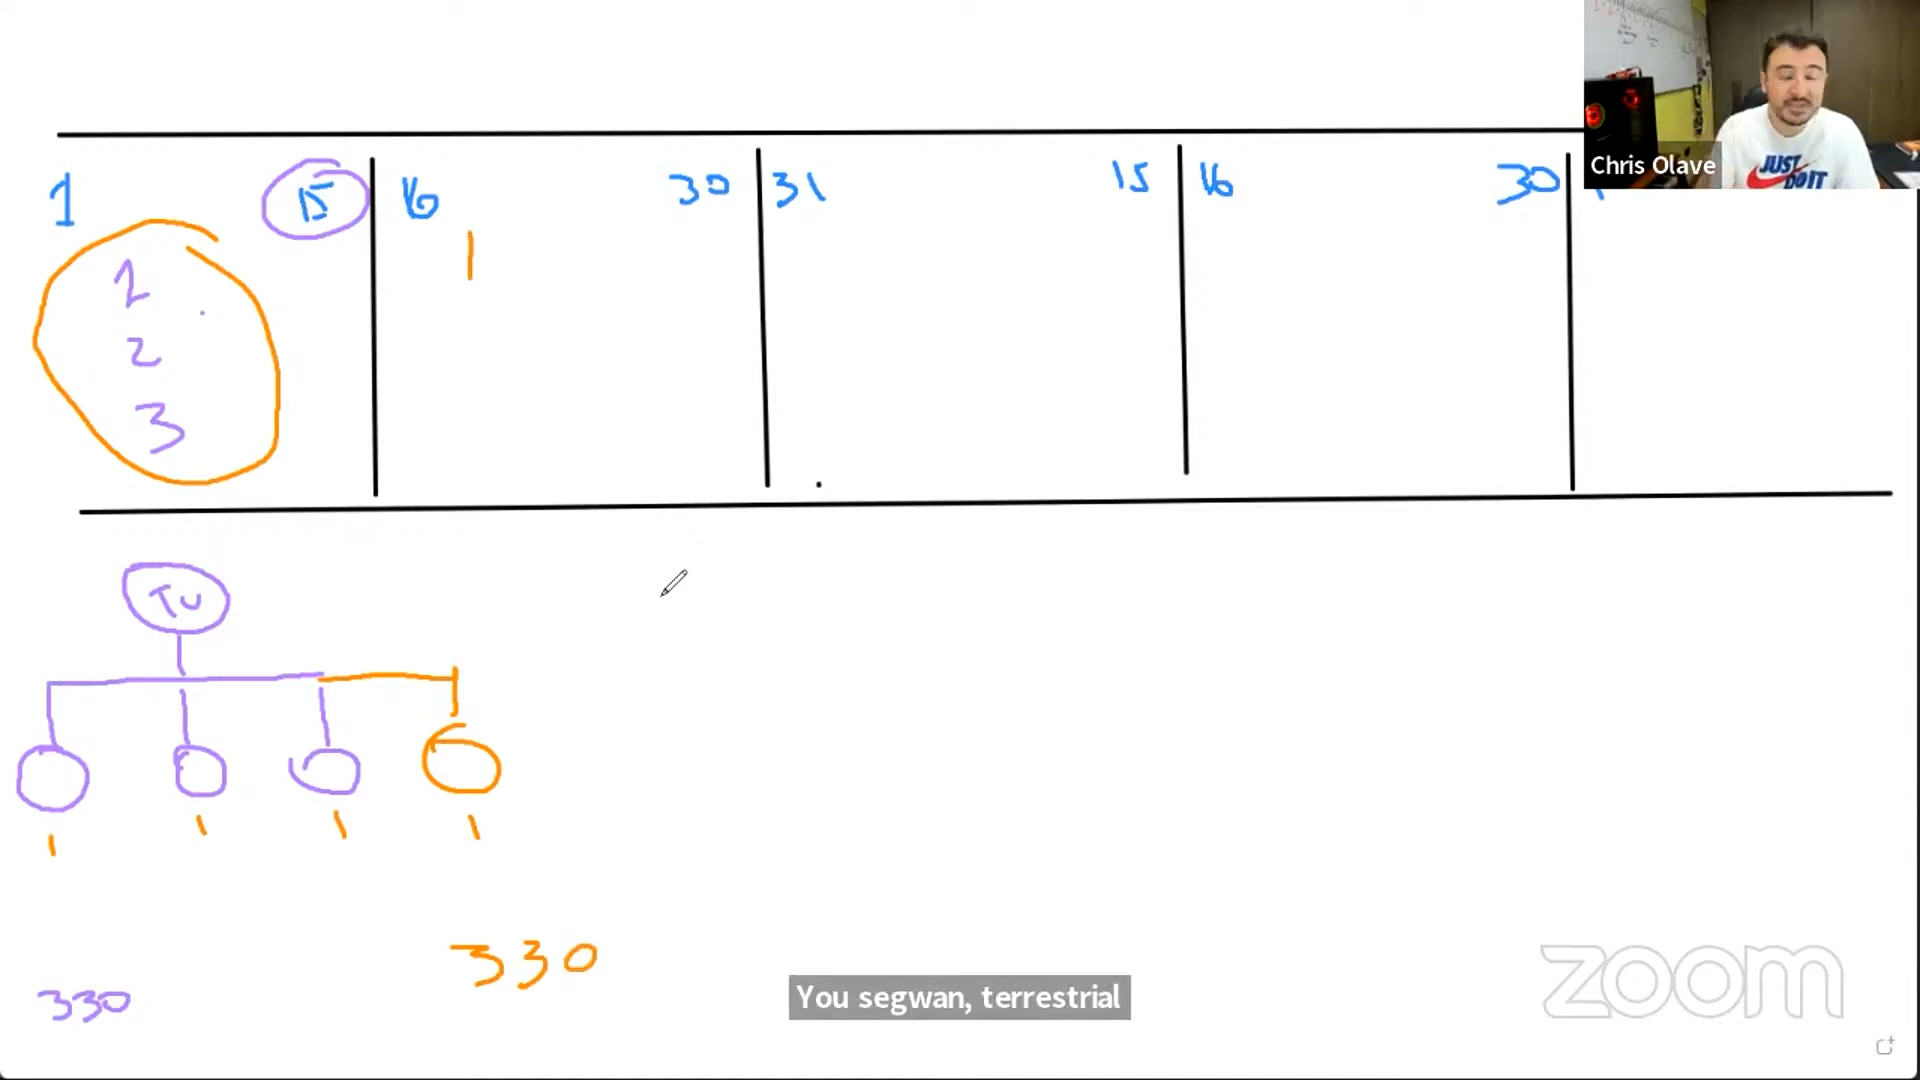 1 15 16 30 31 15 16 30
Chris Olave
JUST
DO IT
1
1
2
3
TU
1 1 1 1
330
330
You segwan, terrestrial
zoom